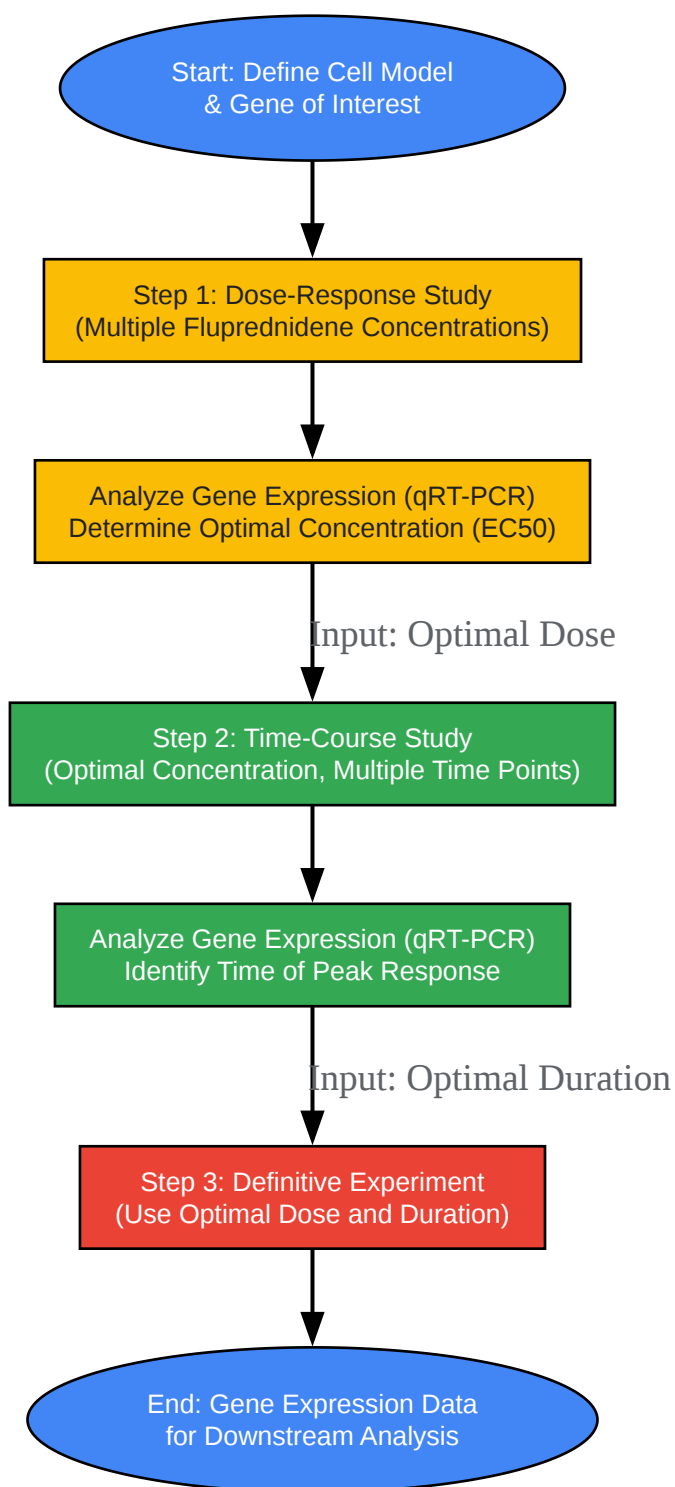 Start: Define Cell Model
& Gene of Interest
Step 1: Dose-Response Study
(Multiple Fluprednidene Concentrations)
Analyze Gene Expression (qRT-PCR)
Determine Optimal Concentration (EC50)
Input: Optimal Dose
Step 2: Time-Course Study
(Optimal Concentration, Multiple Time Points)
Analyze Gene Expression (qRT-PCR)
Identify Time of Peak Response
Input: Optimal Duration
Step 3: Definitive Experiment
(Use Optimal Dose and Duration)
End: Gene Expression Data
for Downstream Analysis